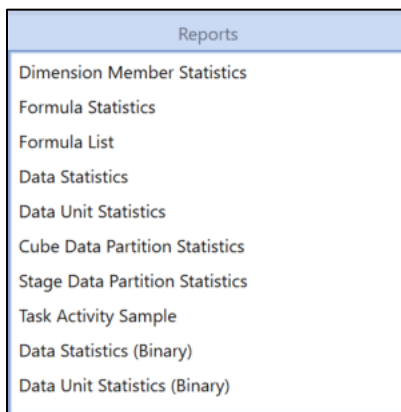 Reports
Dimension Member Statistics
Formula Statistics
Formula List
Data Statistics
Data Unit Statistics
Cube Data Partition Statistics
Stage Data Partition Statistics
Task Activity Sample
Data Statistics (Binary)
Data Unit Statistics (Binary)